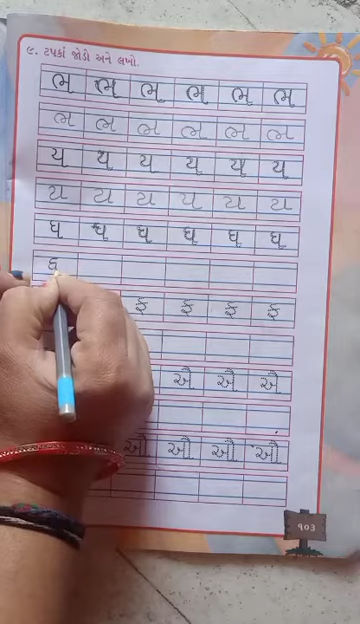 ૯. ટપકાં જોડો અને લખો.
ભ ભ ભ ભ ભ ભ
ભ ભ ભ ભ ભ ભ
ય ય ય ય ય ય
ય ય ય ય ય ય
ધ ધ ધ ધ ધ ધ
ધ
ફ ફ ફ ફ
ઐ ઐ ઐ
ઔ ઔ ઔ ઔ
૧૦૩